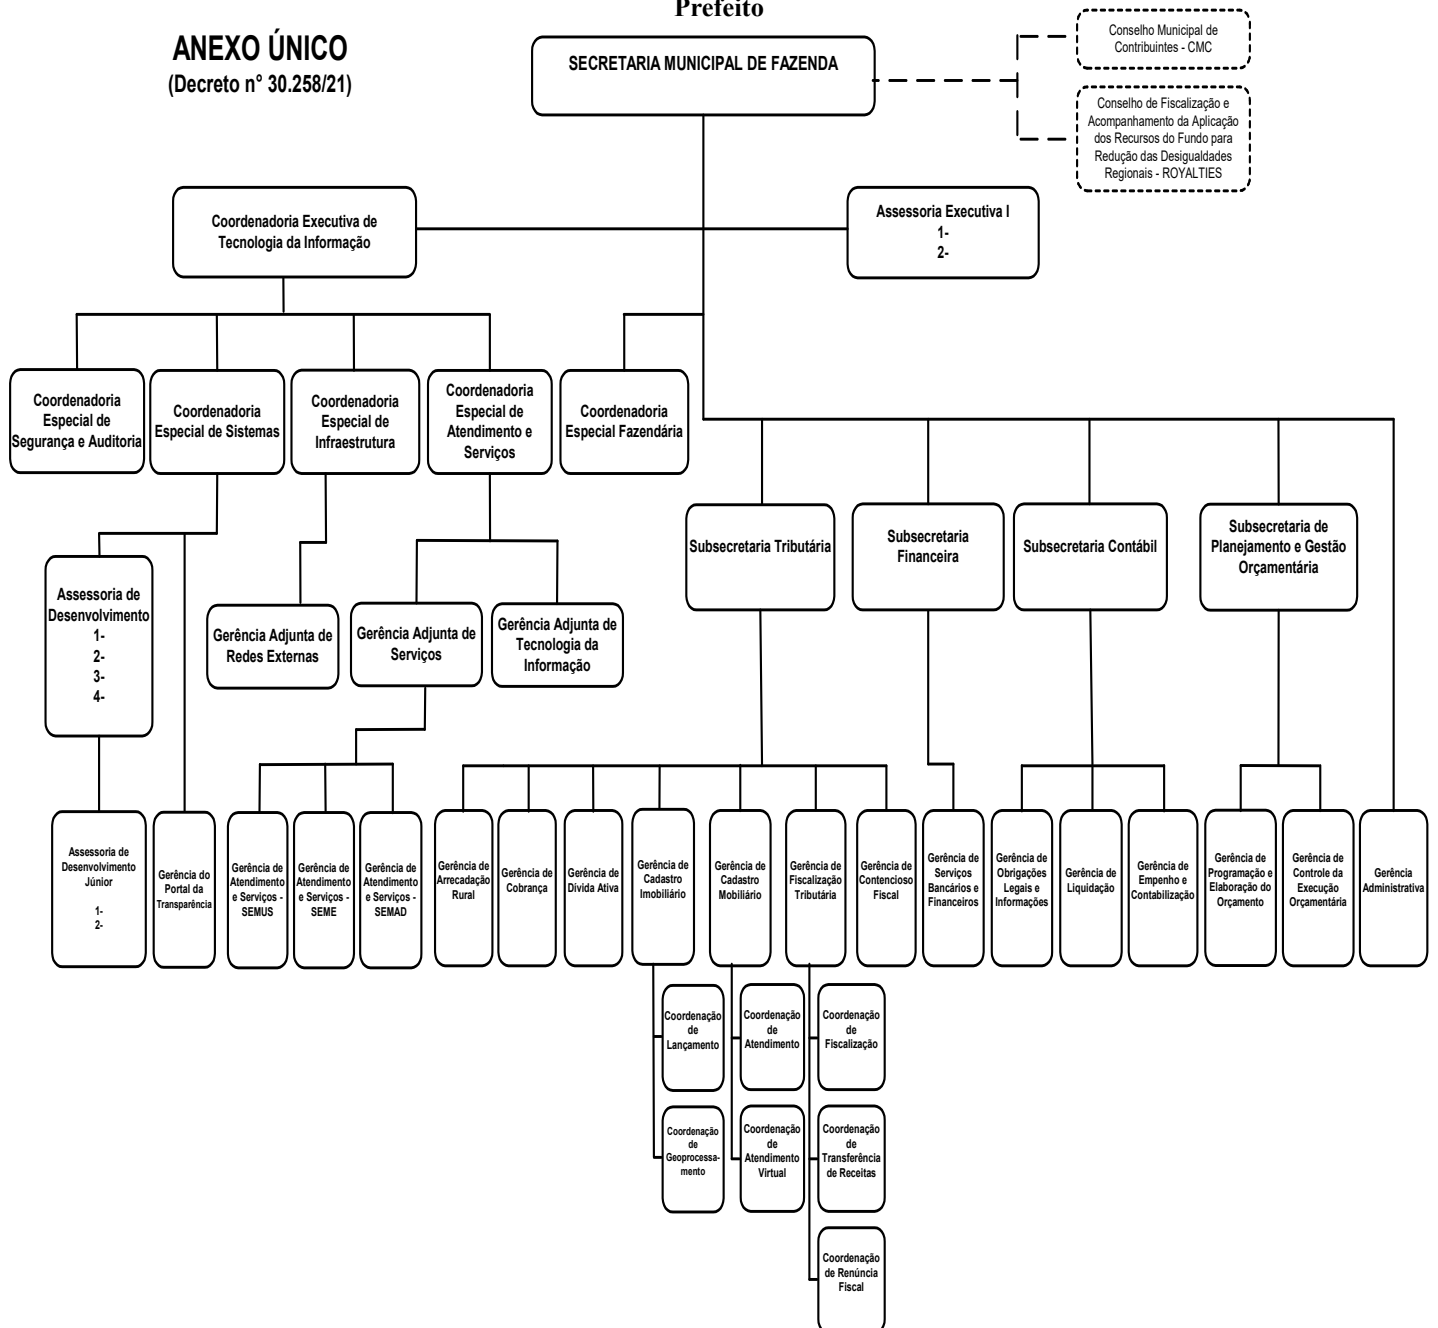 Prefeito
ANEXO ÚNICO
(Decreto n° 30.258/21)
SECRETARIA MUNICIPAL DE FAZENDA
Conselho Municipal de
Contribuintes - CMC
Conselho de Fiscalização e
Acompanhamento da Aplicação
dos Recursos do Fundo para
Redução das Desigualdades
Regionais - ROYALTIES
Coordenadoria Executiva de
Tecnologia da Informação
Assessoria Executiva I
1-
2-
Coordenadoria
Especial de
Segurança e Auditoria
Coordenadoria
Especial de Sistemas
Coordenadoria
Especial de
Infraestrutura
Coordenadoria
Especial de
Atendimento e
Serviços
Coordenadoria
Especial Fazendária
Subsecretaria Tributária
Subsecretaria
Financeira
Subsecretaria Contábil
Subsecretaria de
Planejamento e Gestão
Orçamentária
Assessoria de
Desenvolvimento
1-
2-
3-
4-
Gerência Adjunta de
Redes Externas
Gerência Adjunta de
Serviços
Gerência Adjunta de
Tecnologia da
Informação
Assessoria de
Desenvolvimento
Júnior
1-
2-
Gerência do
Portal da
Transparência
Gerência de
Atendimento
e Serviços -
SEMUS
Gerência de
Atendimento
e Serviços -
SEME
Gerência de
Atendimento
e Serviços -
SEMAD
Gerência de
Arrecadação
Rural
Gerência de
Cobrança
Gerência de
Dívida Ativa
Gerência de
Cadastro
Imobiliário
Gerência de
Cadastro
Mobiliário
Gerência de
Fiscalização
Tributária
Gerência de
Contencioso
Fiscal
Gerência de
Serviços
Bancários e
Financeiros
Gerência de
Obrigações
Legais e
Informações
Gerência de
Liquidação
Gerência de
Empenho e
Contabilização
Gerência de
Programação e
Elaboração do
Orçamento
Gerência de
Controle da
Execução
Orçamentária
Gerência
Administrativa
Coordenação
de
Lançamento
Coordenação
de
Atendimento
Coordenação
de
Fiscalização
Coordenação
de
Geoprocessa-
mento
Coordenação
de
Atendimento
Virtual
Coordenação
de
Transferência
de Receitas
Coordenação
de Renúncia
Fiscal